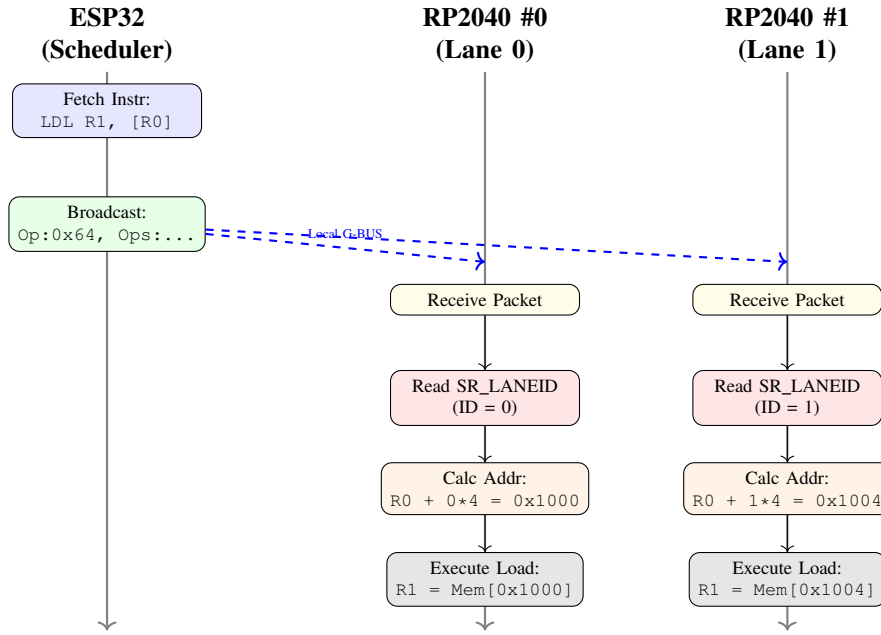 ESP32
(Scheduler)
RP2040 #0
(Lane 0)
RP2040 #1
(Lane 1)
Fetch Instr:
LDL R1, [R0]
Broadcast:
Op:0x64, Ops:...
Local G-BUS
Receive Packet
Receive Packet
Read SR_LANEID
(ID = 0)
Read SR_LANEID
(ID = 1)
Calc Addr:
R0 + 0*4 = 0x1000
Calc Addr:
R0 + 1*4 = 0x1004
Execute Load:
R1 = Mem[0x1000]
Execute Load:
R1 = Mem[0x1004]